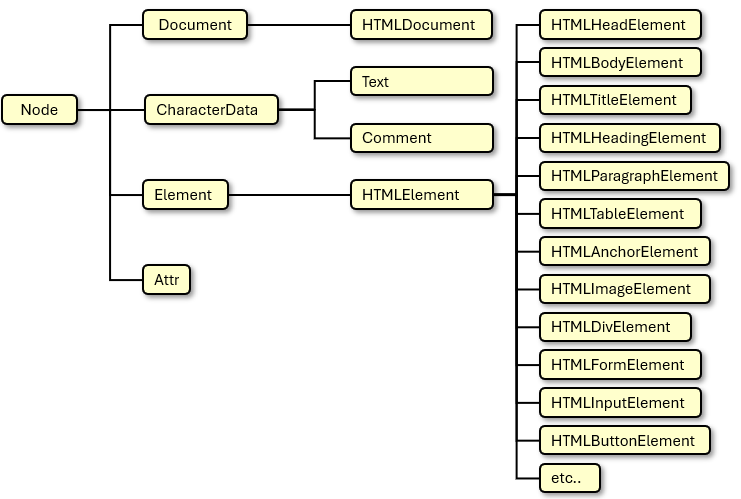 Node
Document
CharacterData
Element
Attr
HTMLDocument
Text
Comment
HTMLElement
HTMLHeadElement
HTMLBodyElement
HTMLTitleElement
HTMLHeadingElement
HTMLParagraphElement
HTMLTableElement
HTMLAnchorElement
HTMLImageElement
HTMLDivElement
HTMLFormElement
HTMLInputElement
HTMLButtonElement
etc..